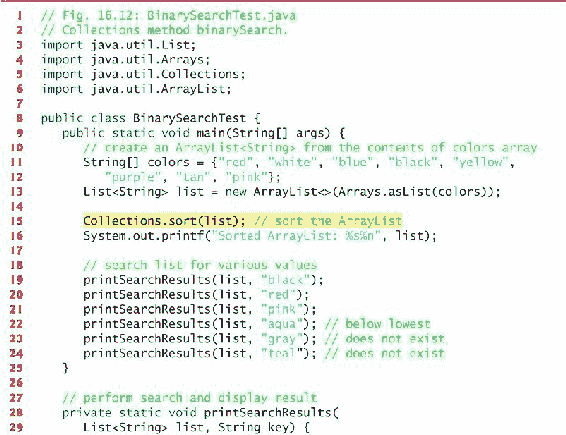 1 // Fig. 16.12: BinarySearchTest.java
2 // Collections method binarySearch.
3 import java.util.List;
4 import java.util.Arrays;
5 import java.util.Collections;
6 import java.util.ArrayList;
7
8 public class BinarySearchTest {
9 public static void main(String[] args) {
10 // create an ArrayList<String> from the contents of colors array
11 String[] colors = {"red", "white", "blue", "black", "yellow",
12 "purple", "tan", "pink"};
13 List<String> list = new ArrayList<>(Arrays.asList(colors));
14
15 Collections.sort(list); // sort the ArrayList
16 System.out.printf("Sorted ArrayList: %s%n", list);
17
18 // search list for various values
19 printSearchResults(list, "black");
20 printSearchResults(list, "red");
21 printSearchResults(list, "pink");
22 printSearchResults(list, "aqua"); // below lowest
23 printSearchResults(list, "gray"); // does not exist
24 printSearchResults(list, "teal"); // does not exist
25 }
26
27 // perform search and display result
28 private static void printSearchResults(
29 List<String> list, String key) {